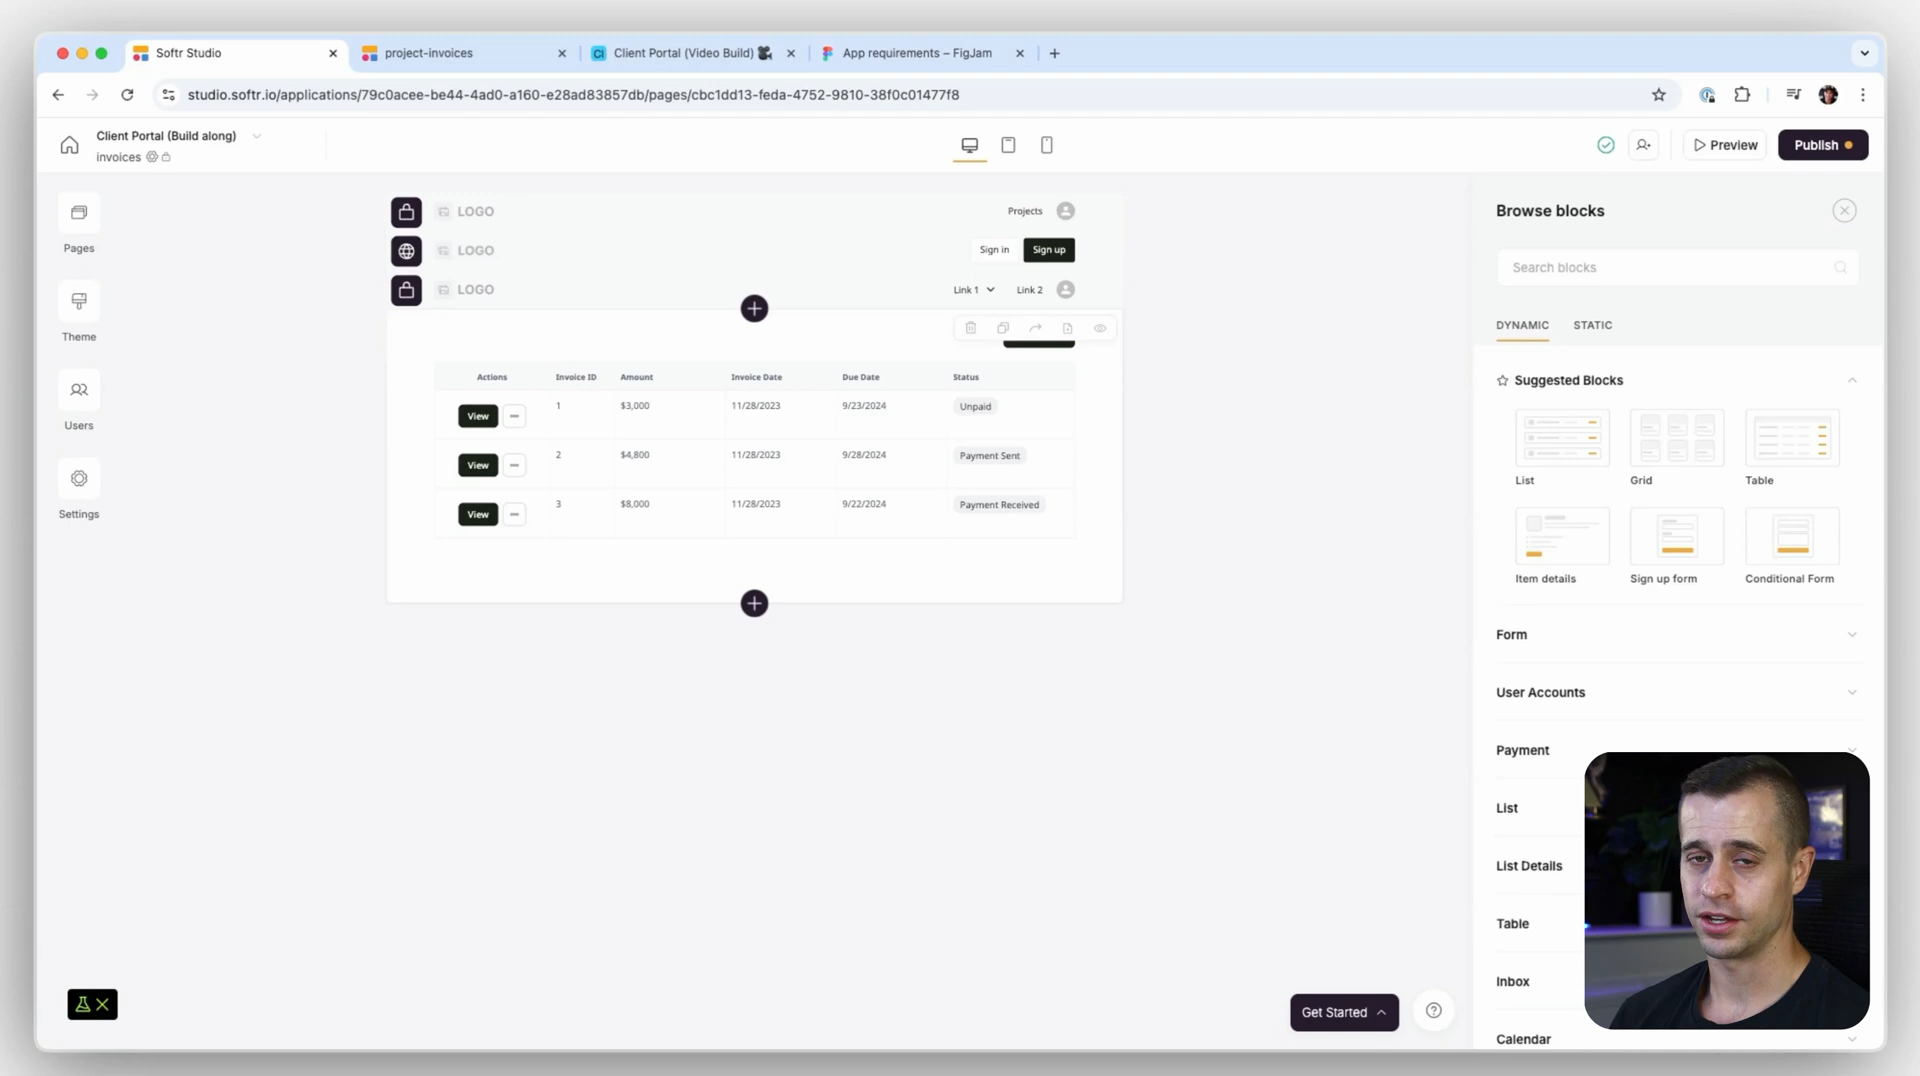 Softr Studio
project-invoices
Ci
Client Portal (Video Build) 🎥
App requirements – FigJam
studio.softr.io/applications/79c0acee-be44-4ad0-a160-e28ad83857db/pages/cbc1dd13-feda-4752-9810-38f0c01477f8
Client Portal (Build along)
invoices
Preview
Publish
Pages
Theme
Users
Settings
LOGO
Projects
LOGO
Sign in
Sign up
LOGO
Link 1
Link 2
Actions
Invoice ID
Amount
Invoice Date
Due Date
Status
View
1
$3,000
11/28/2023
9/23/2024
Unpaid
View
2
$4,800
11/28/2023
9/28/2024
Payment Sent
View
3
$8,000
11/28/2023
9/22/2024
Payment Received
Browse blocks
Search blocks
DYNAMIC
STATIC
Suggested Blocks
List
Grid
Table
Item details
Sign up form
Conditional Form
Form
User Accounts
Payment
List
List Details
Table
Inbox
Calendar
Get Started